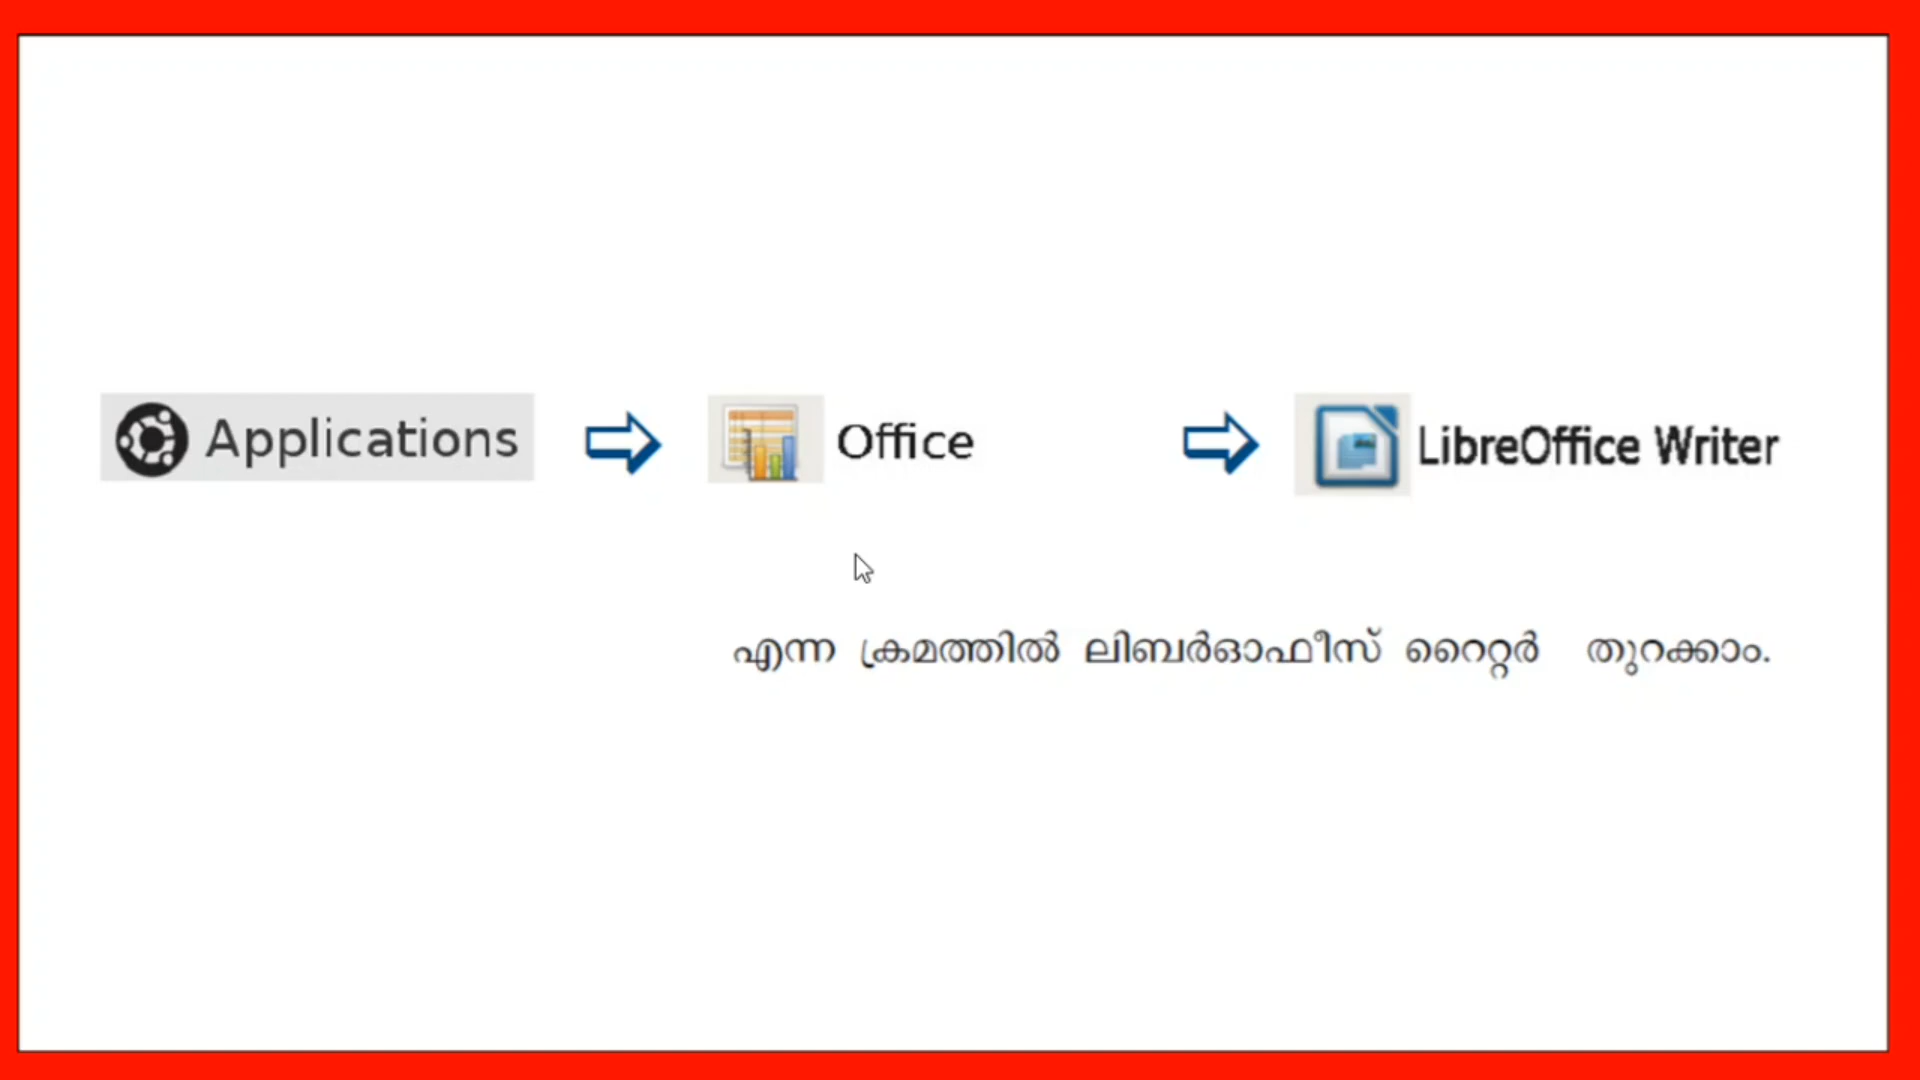 Applications ⇨ Office ⇨ LibreOffice Writer
എന്ന ക്രമത്തിൽ ലിബർഓഫീസ് റൈറ്റർ തുറക്കാം.